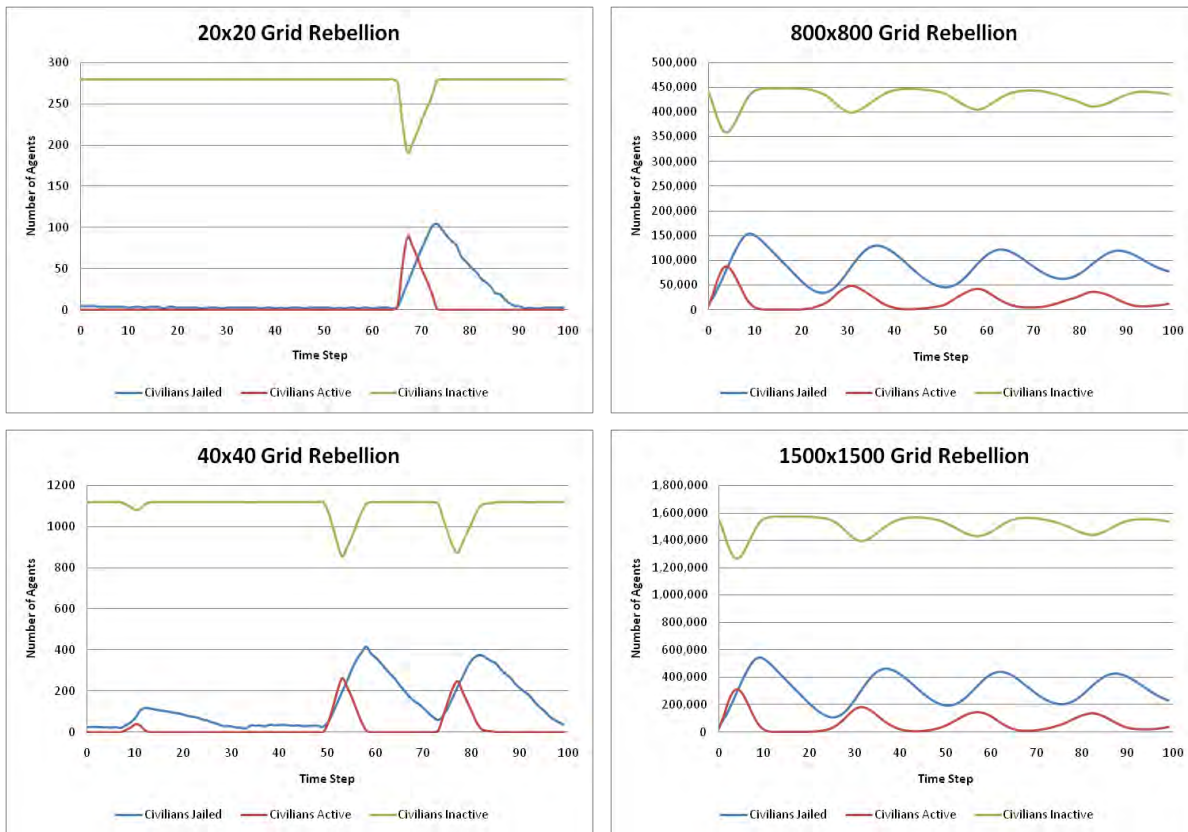 20x20 Grid Rebellion
300
250
200
150
100
50
0
Number of Agents
0 10 20 30 40 50 60 70 80 90 100
Time Step
Civilians Jailed Civilians Active Civilians Inactive
800x800 Grid Rebellion
500,000
450,000
400,000
350,000
300,000
250,000
200,000
150,000
100,000
50,000
0
Number of Agents
0 10 20 30 40 50 60 70 80 90 100
Time Step
Civilians Jailed Civilians Active Civilians Inactive
40x40 Grid Rebellion
1200
1000
800
600
400
200
0
Number of Agents
0 10 20 30 40 50 60 70 80 90 100
Time Step
Civilians Jailed Civilians Active Civilians Inactive
1500x1500 Grid Rebellion
1,800,000
1,600,000
1,400,000
1,200,000
1,000,000
800,000
600,000
400,000
200,000
0
Number of Agents
0 10 20 30 40 50 60 70 80 90 100
Time Step
Civilians Jailed Civilians Active Civilians Inactive